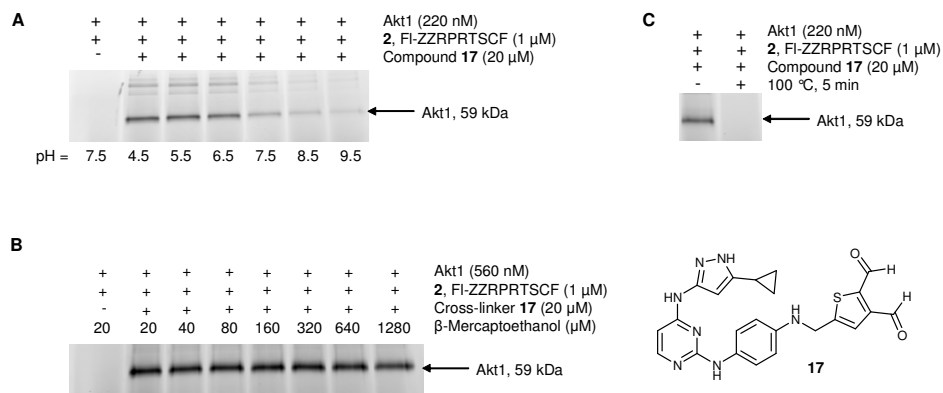 A
+ + + + + + + Akt1 (220 nM)
+ + + + + + + 2, Fl-ZZRPRTSCF (1 µM)
- + + + + + + Compound 17 (20 µM)
Akt1, 59 kDa
pH = 7.5 4.5 5.5 6.5 7.5 8.5 9.5
C
+ + Akt1 (220 nM)
+ + 2, Fl-ZZRPRTSCF (1 µM)
+ + Compound 17 (20 µM)
- + 100 °C, 5 min
Akt1, 59 kDa
B
+ + + + + + + + Akt1 (560 nM)
+ + + + + + + + 2, Fl-ZZRPRTSCF (1 µM)
- + + + + + + + Cross-linker 17 (20 µM)
20 20 40 80 160 320 640 1280 β-Mercaptoethanol (µM)
Akt1, 59 kDa
N NH
HN
N
N
N
H
H
N
S
O
H
H
O
17